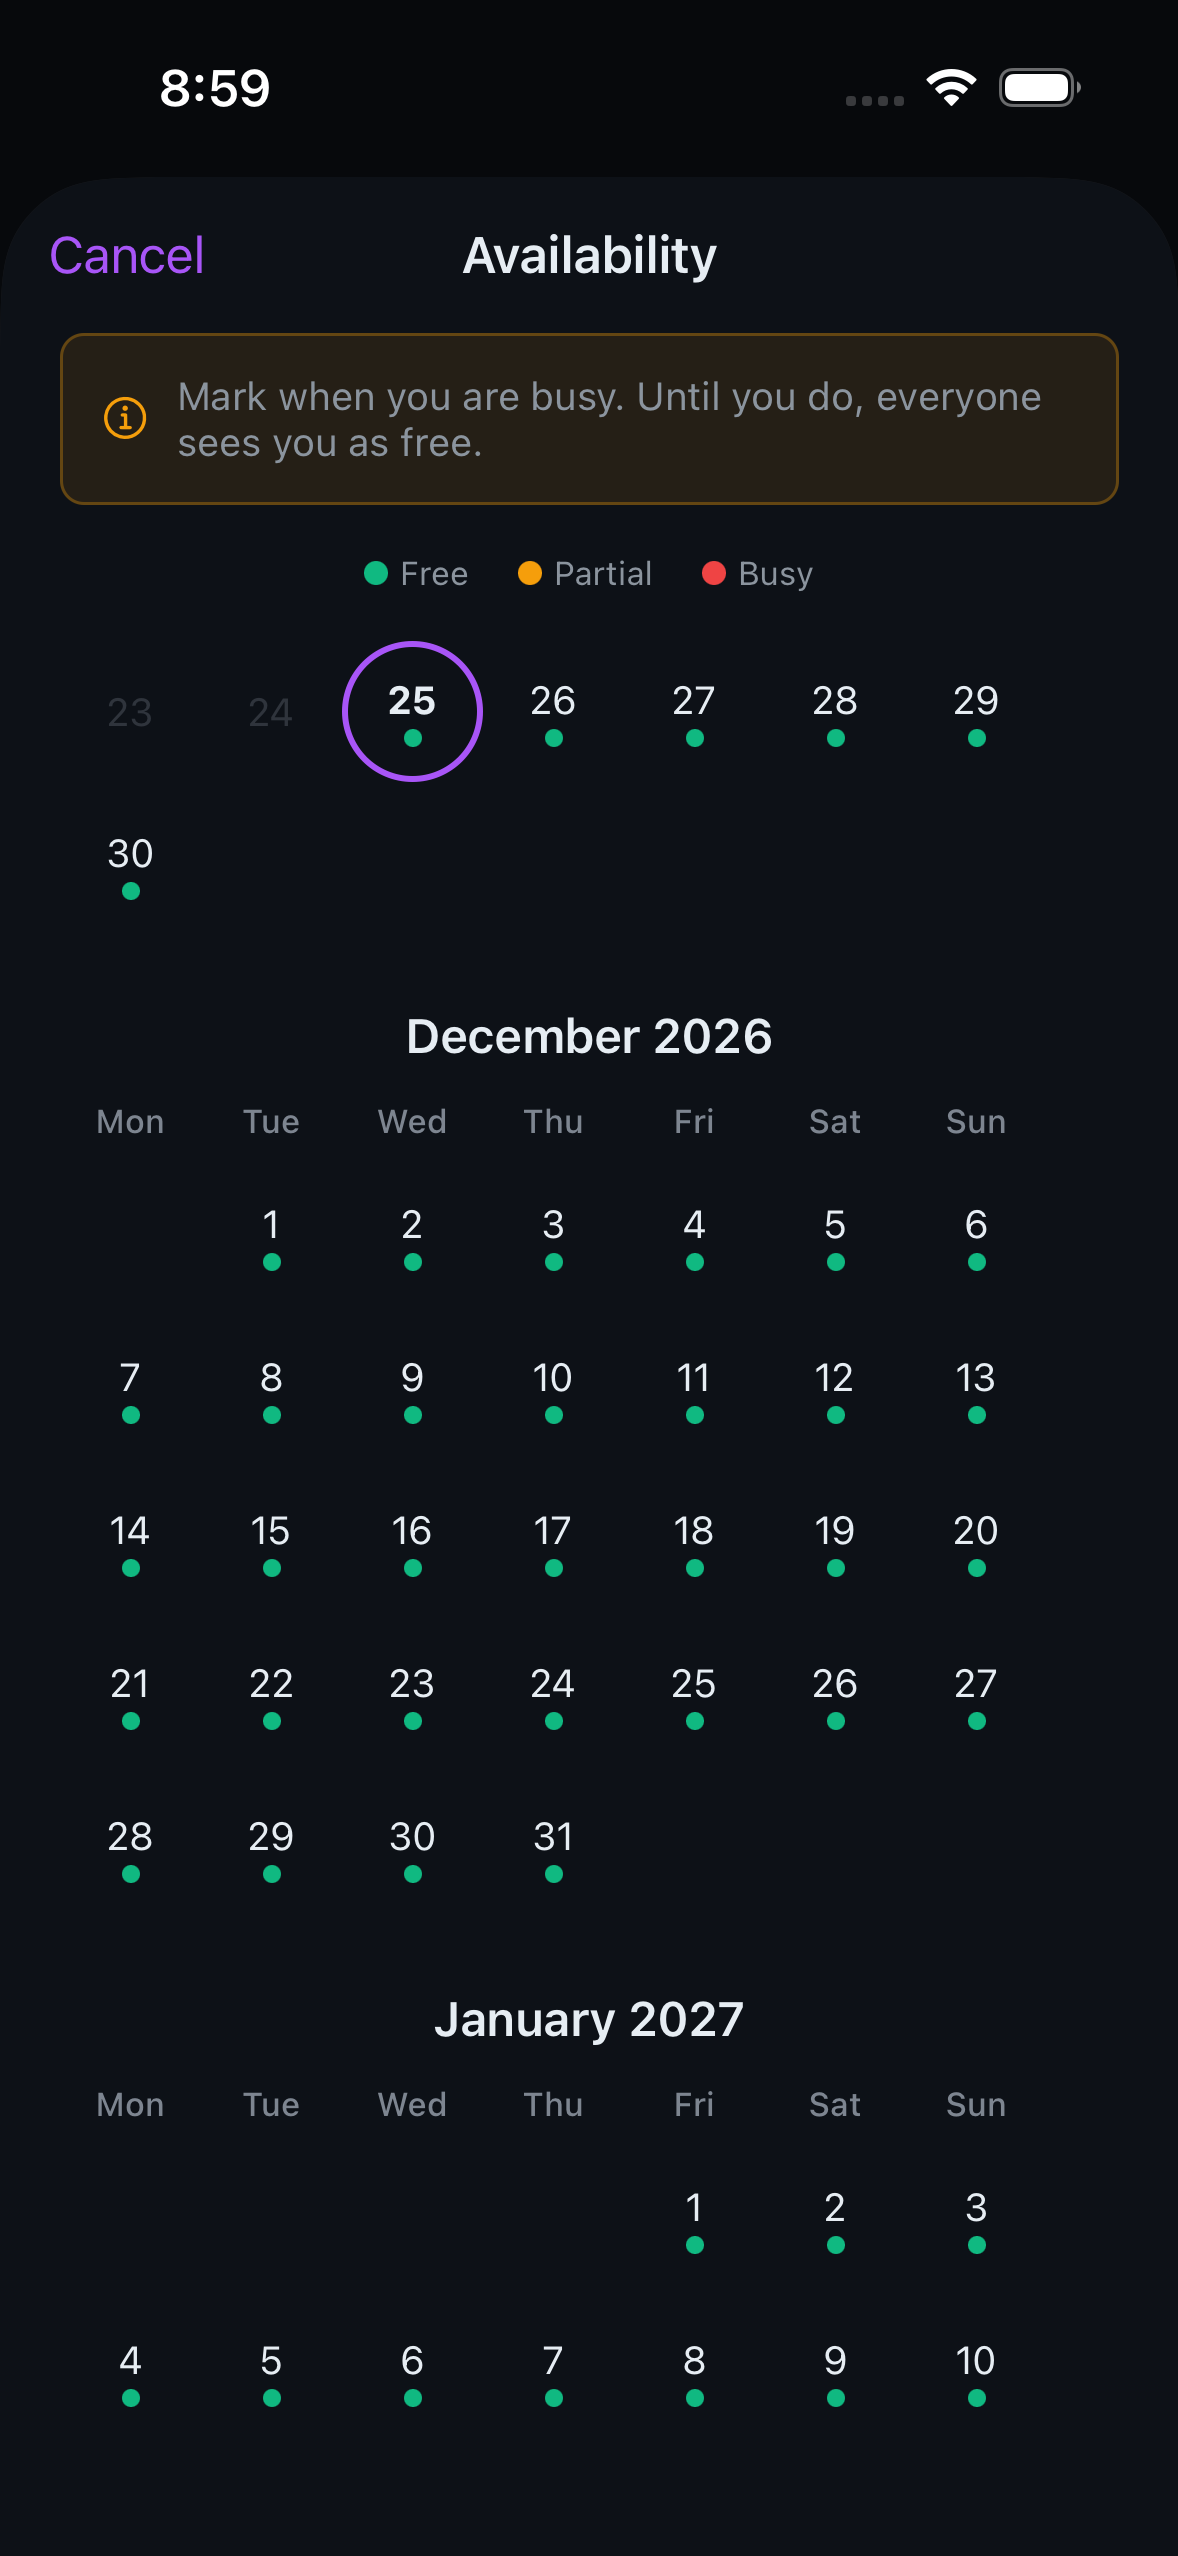 8:59
Cancel Availability
Mark when you are busy. Until you do, everyone
sees you as free.
Free Partial Busy
23 24 25 26 27 28 29
30
December 2026
Mon Tue Wed Thu Fri Sat Sun
1 2 3 4 5 6
7 8 9 10 11 12 13
14 15 16 17 18 19 20
21 22 23 24 25 26 27
28 29 30 31
January 2027
Mon Tue Wed Thu Fri Sat Sun
1 2 3
4 5 6 7 8 9 10